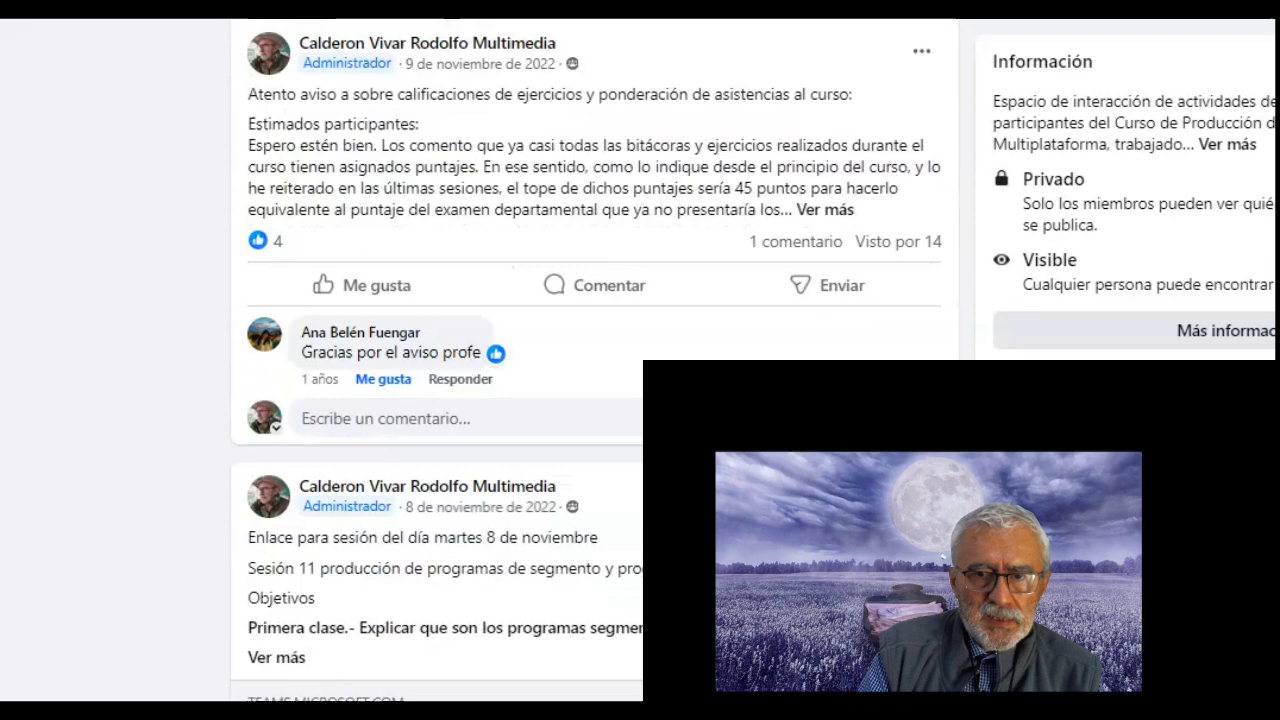 Calderon Vivar Rodolfo Multimedia
Administrador · 9 de noviembre de 2022 ·
Atento aviso a sobre calificaciones de ejercicios y ponderación de asistencias al curso:
Estimados participantes:
Espero estén bien. Los comento que ya casi todas las bitácoras y ejercicios realizados durante el
curso tienen asignados puntajes. En ese sentido, como lo indique desde el principio del curso, y lo
he reiterado en las últimas sesiones, el tope de dichos puntajes sería 45 puntos para hacerlo
equivalente al puntaje del examen departamental que ya no presentaría los... Ver más
4
1 comentario Visto por 14
Me gusta Comentar Enviar
Ana Belén Fuengar
Gracias por el aviso profe
1 años Me gusta Responder
Escribe un comentario...
Calderon Vivar Rodolfo Multimedia
Administrador · 8 de noviembre de 2022 ·
Enlace para sesión del día martes 8 de noviembre
Sesión 11 producción de programas de segmento y pro
Objetivos
Primera clase.- Explicar que son los programas segmen
Ver más
TEAMS.MICROSOFT.COM
Información
Espacio de interacción de actividades de
participantes del Curso de Producción d
Multiplataforma, trabajado... Ver más
Privado
Solo los miembros pueden ver quié
se publica.
Visible
Cualquier persona puede encontrar
Más informac